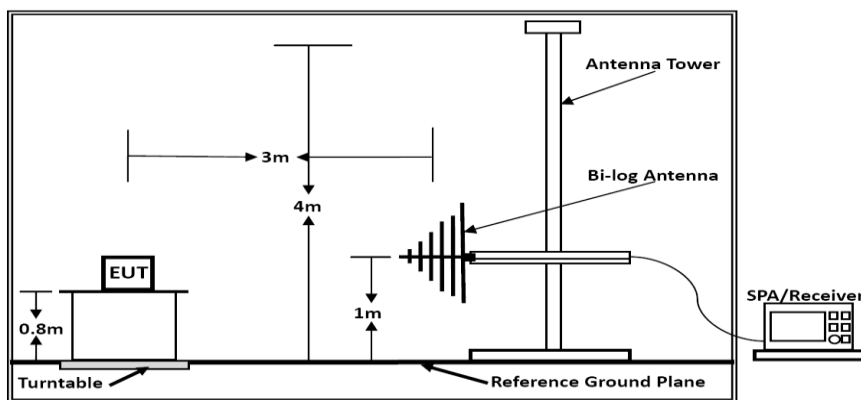 Antenna Tower
3m
Bi-log Antenna
4m
EUT
SPA/Receiver
0.8m
1m
Turntable
Reference Ground Plane